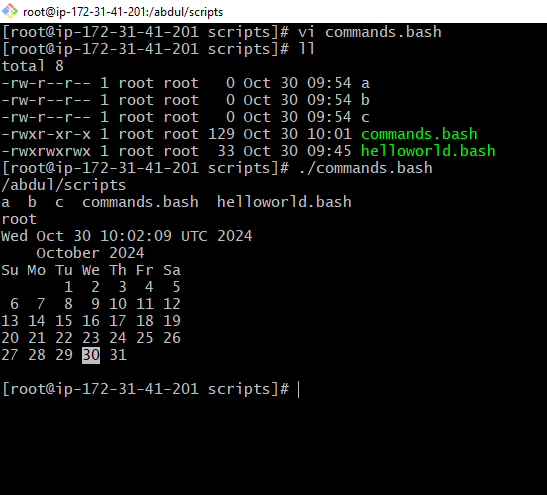 root@ip-172-31-41-201:/abdul/scripts
[root@ip-172-31-41-201 scripts]# vi commands.bash
[root@ip-172-31-41-201 scripts]# ll
total 8
-rw-r--r-- 1 root root   0 Oct 30 09:54 a
-rw-r--r-- 1 root root   0 Oct 30 09:54 b
-rw-r--r-- 1 root root   0 Oct 30 09:54 c
-rwxr-xr-x 1 root root 129 Oct 30 10:01 commands.bash
-rwxrwxrwx 1 root root  33 Oct 30 09:45 helloworld.bash
[root@ip-172-31-41-201 scripts]# ./commands.bash
/abdul/scripts
a  b  c  commands.bash  helloworld.bash
root
Wed Oct 30 10:02:09 UTC 2024
    October 2024
Su Mo Tu We Th Fr Sa
       1  2  3  4  5
 6  7  8  9 10 11 12
13 14 15 16 17 18 19
20 21 22 23 24 25 26
27 28 29 30 31
[root@ip-172-31-41-201 scripts]#